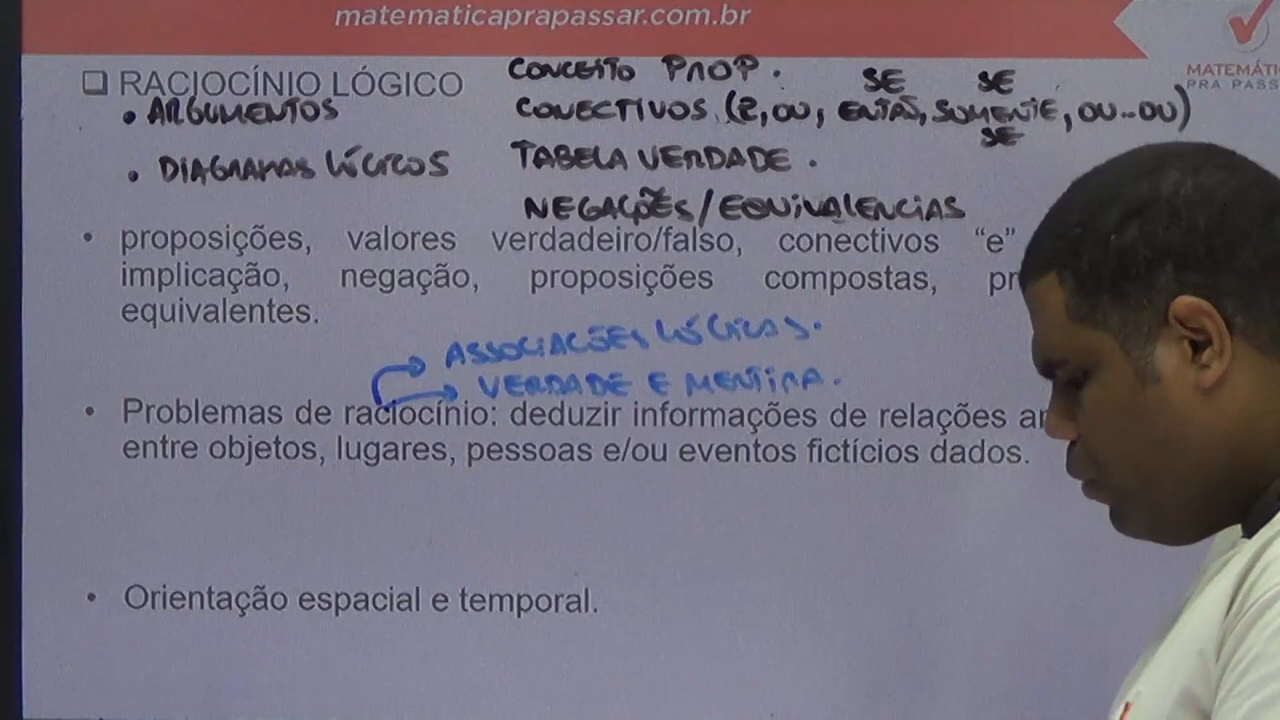 matematicaprapassar.com.br
MATEMÁTI
PRA PASS
RACIOCÍNIO LÓGICO
CONCEITO PROP.
SE SE
• ARGUMENTOS
CONECTIVOS. (E, OU, ENTÃO, SOMENTE, OU...OU)
SE
• DIAGRAMAS LÓGICOS
TABELA VERDADE.
NEGAÇÕES/EQUIVALENCIAS
• proposições, valores verdadeiro/falso, conectivos “e”
implicação, negação, proposições compostas, pr
equivalentes.
ASSOCIAÇÕES LÓGICAS.
VERDADE E MENTIRA.
• Problemas de raciocínio: deduzir informações de relações ar
entre objetos, lugares, pessoas e/ou eventos fictícios dados.
• Orientação espacial e temporal.